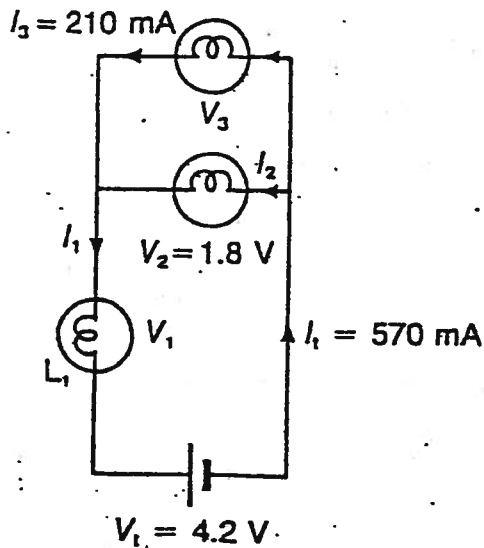 I₃ = 210 mA
V₃
I₂
V₂ = 1.8 V
I₁
V₁
L₁
Iₜ = 570 mA
Vₜ = 4.2 V